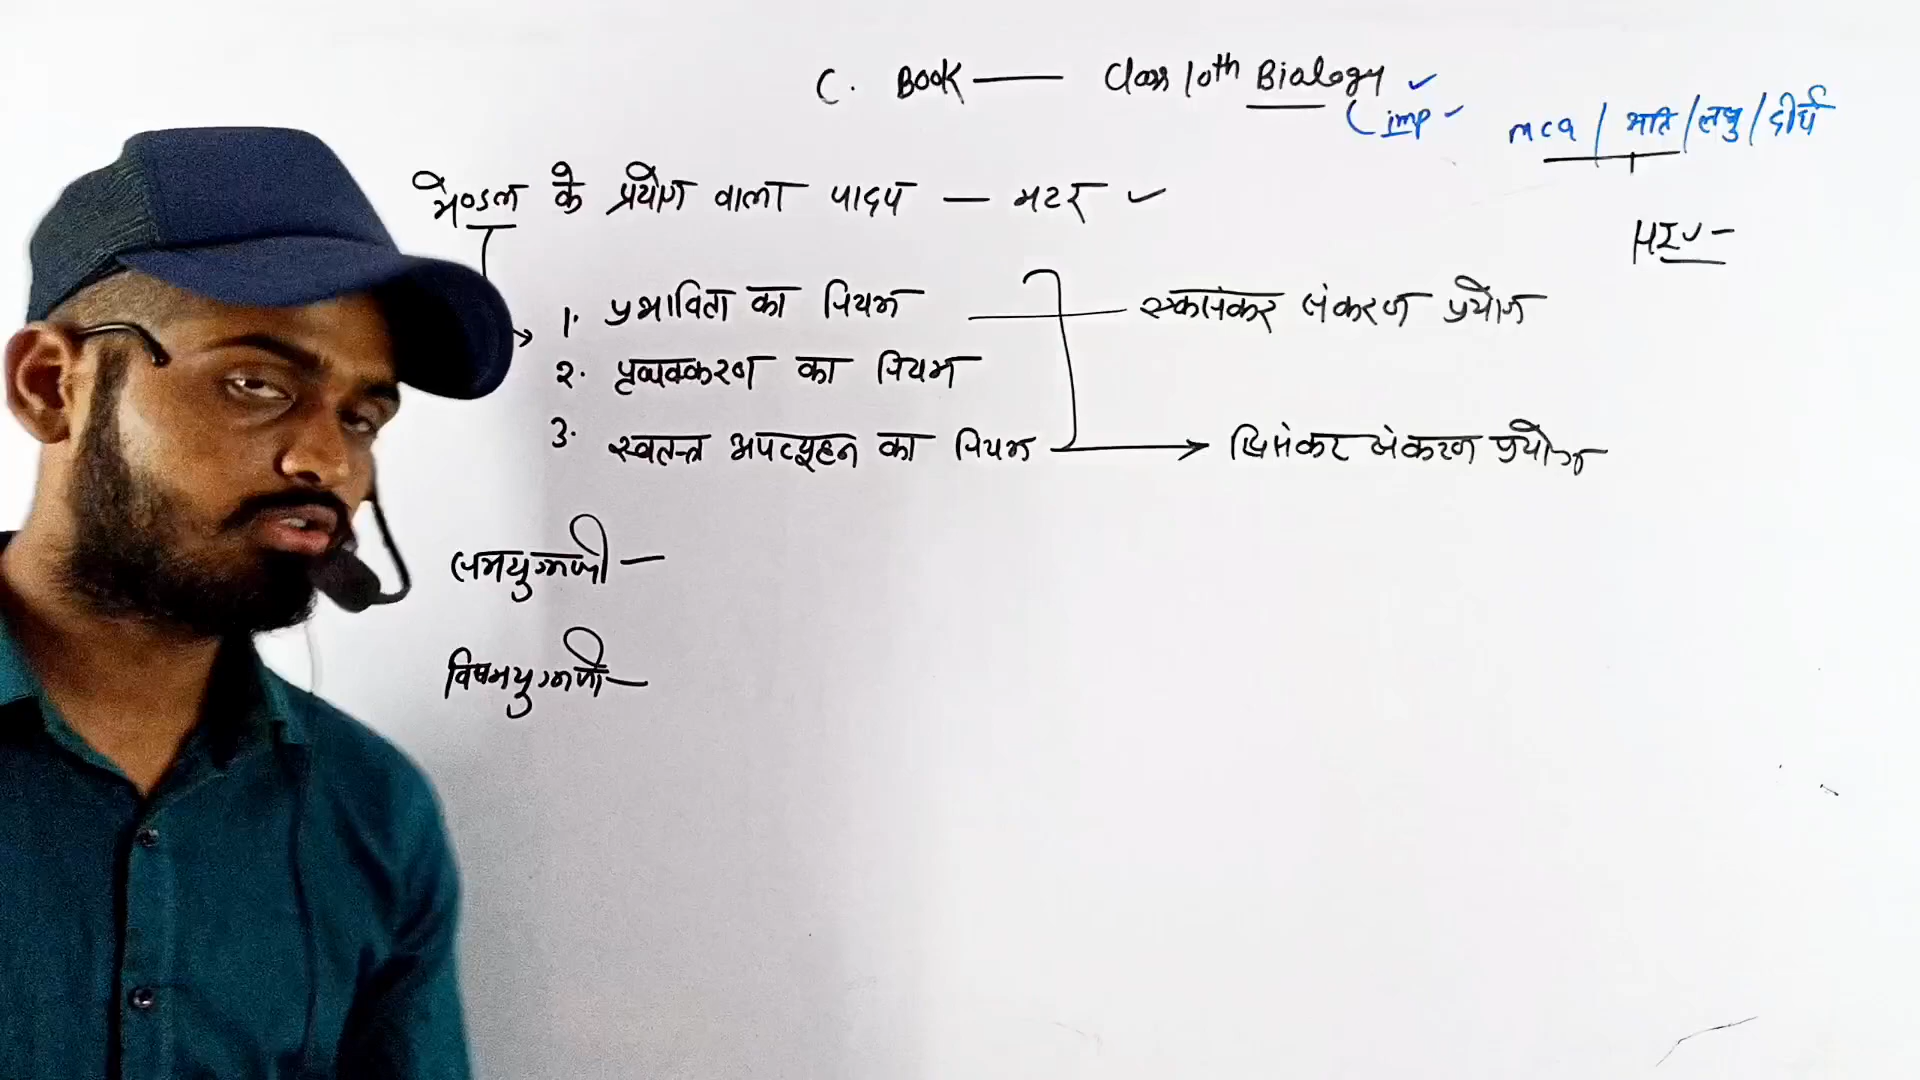 C. Book — Class 10th Biology ✓
(imp -
mcq / अति / लघु / दीर्घ
मेण्डल के प्रयोग वाला पादप — मटर ✓
HIV -
1. प्रभाविता का नियम — एकसंकर संकरण प्रयोग
2. पृथक्करण का नियम
3. स्वतन्त्र अपव्यूहन का नियम → द्विसंकर संकरण प्रयोग
समयुग्मजी —
विषमयुग्मजी —